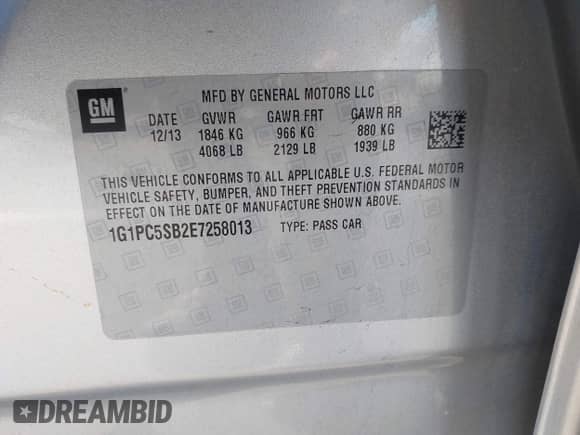 GM
MFD BY GENERAL MOTORS LLC
DATE GVWR GAWR FRT GAWR RR
12/13 1846 KG 966 KG 880 KG
4068 LB 2129 LB 1939 LB
THIS VEHICLE CONFORMS TO ALL APPLICABLE U.S. FEDERAL MOTOR
VEHICLE SAFETY, BUMPER, AND THEFT PREVENTION STANDARDS IN
EFFECT ON THE DATE OF MANUFACTURE SHOWN ABOVE.
1G1PC5SB2E7258013 TYPE: PASS CAR
DREAMBID